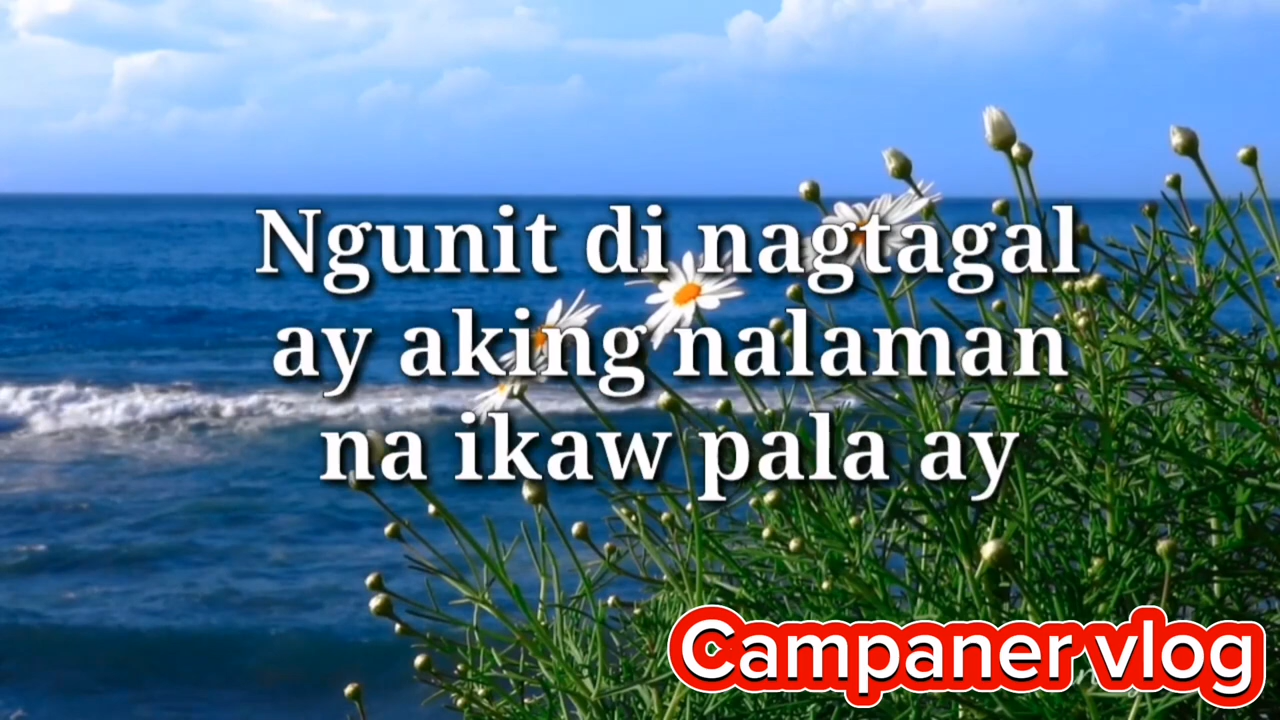 Ngunit di nagtagal
ay aking nalaman
na ikaw pala ay
Campaner vlog